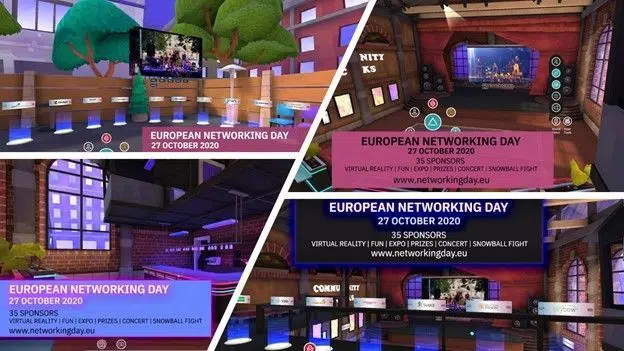 EUROPEAN NETWORKING DAY
27 OCTOBER 2020
NITY
KS
EUROPEAN NETWORKING DAY
27 OCTOBER 2020
35 SPONSORS
VIRTUAL REALITY | FUN | EXPO | PRIZES | CONCERT | SNOWBALL FIGHT
www.networkingday.eu
EUROPEAN NETWORKING DAY
27 OCTOBER 2020
35 SPONSORS
VIRTUAL REALITY | FUN | EXPO | PRIZES | CONCERT | SNOWBALL FIGHT
www.networkingday.eu
EUROPEAN NETWORKING DAY
27 OCTOBER 2020
35 SPONSORS
VIRTUAL REALITY | FUN | EXPO | PRIZES | CONCERT | SNOWBALL FIGHT
www.networkingday.eu